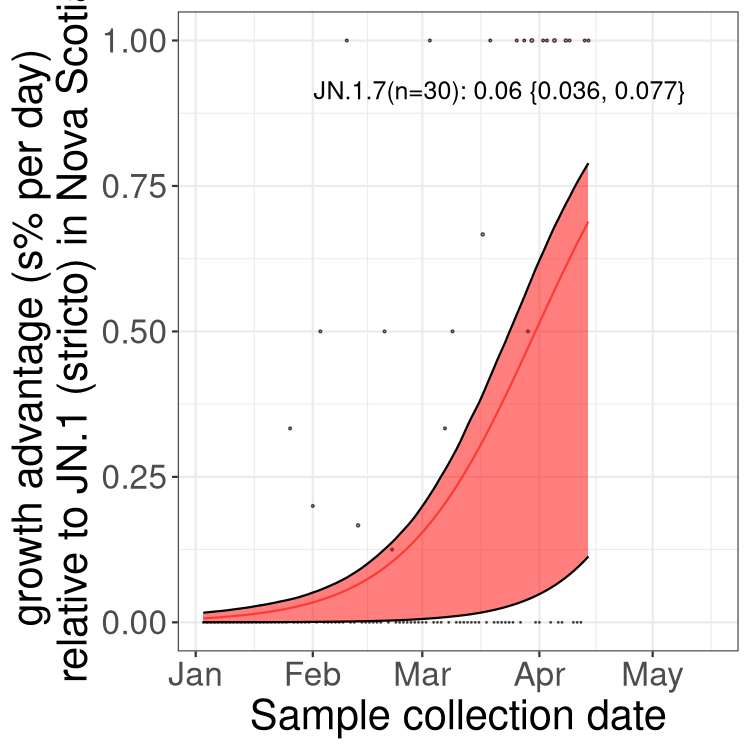 growth advantage (s% per day)
relative to JN.1 (stricto) in Nova Scotia
1.00
0.75
0.50
0.25
0.00
JN.1.7(n=30): 0.06 {0.036, 0.077}
Jan Feb Mar Apr May
Sample collection date